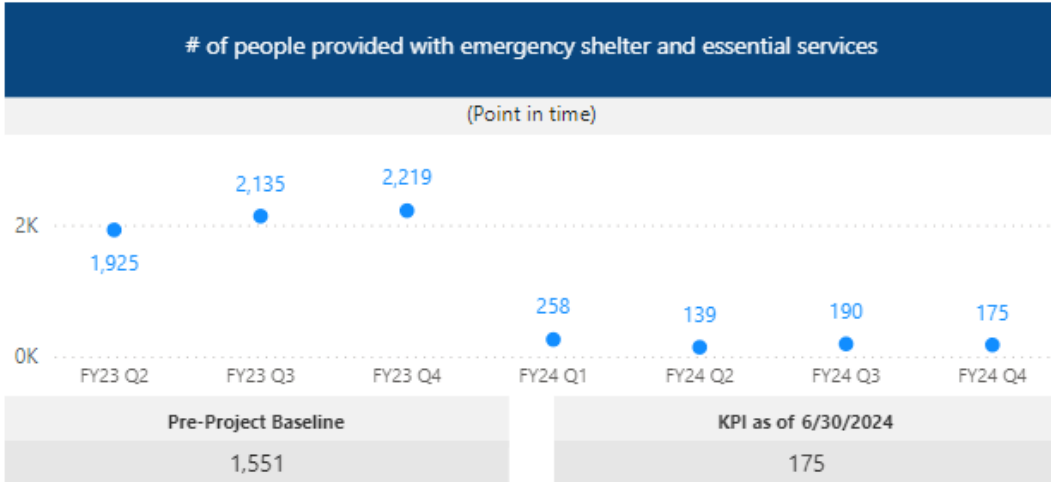 # of people provided with emergency shelter and essential services
(Point in time)
2,135
2,219
2K
1,925
258
139
190
175
0K
FY23 Q2
FY23 Q3
FY23 Q4
FY24 Q1
FY24 Q2
FY24 Q3
FY24 Q4
Pre-Project Baseline
KPI as of 6/30/2024
1,551
175